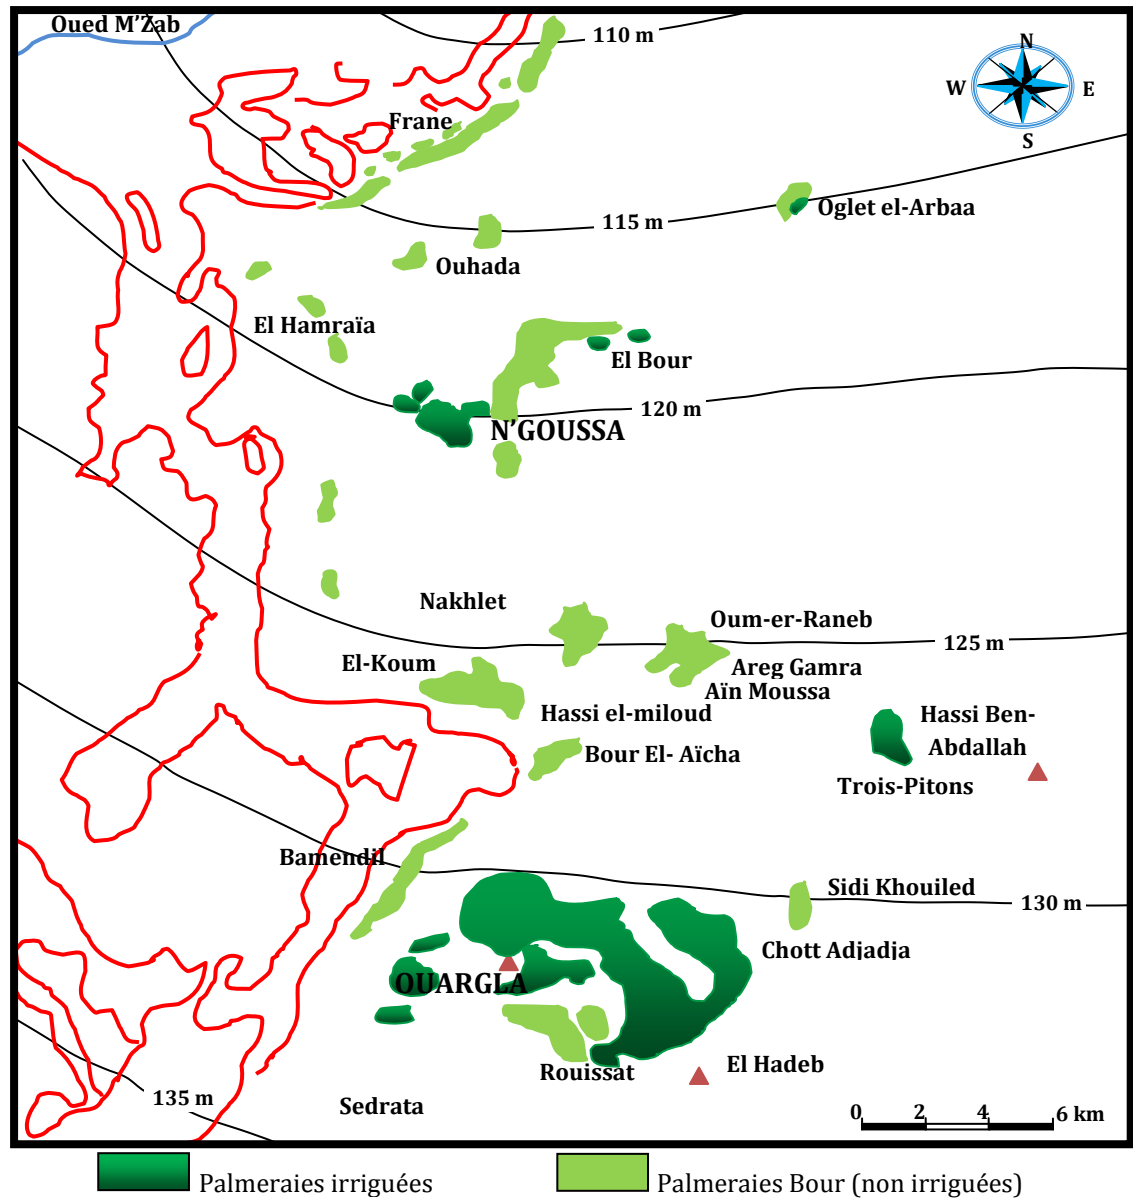 Oued M'Zab
110 m
N
W
E
S
Frane
Oglet el-Arbaa
115 m
Ouhada
El Hamraïa
El Bour
120 m
N'GOUSSA
Nakhlet
Oum-er-Raneb
125 m
El-Koum
Areg Gamra
Aïn Moussa
Hassi el-miloud
Hassi Ben-
Abdallah
Bour El- Aïcha
Trois-Pitons
Bamendil
Sidi Khouiled
130 m
Chott Adjadja
OUARGLA
El Hadeb
Rouissat
135 m
Sedrata
0 2 4 6 km
Palmeraies irriguées
Palmeraies Bour (non irriguées)